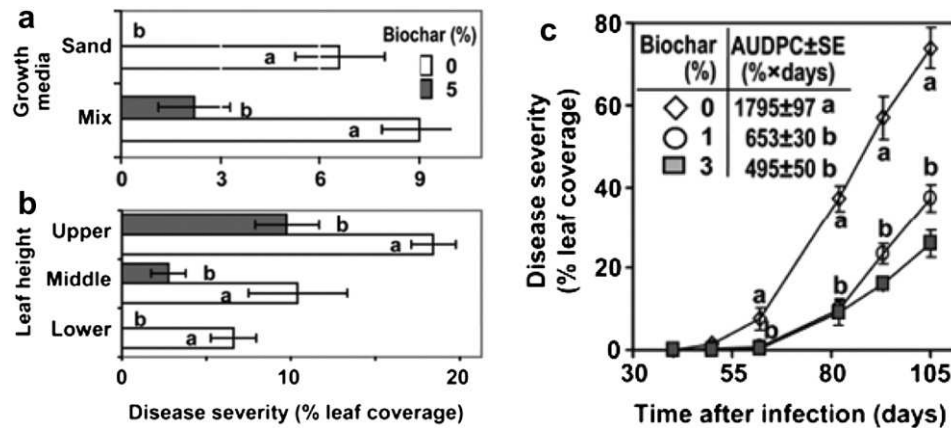 a
b
Sand
a
Biochar (%)
0
5
b
Mix
a
Growth
media
0
3
6
9
b
Upper
b
a
Middle
b
a
b
Lower
a
Leaf height
0
10
20
Disease severity (% leaf coverage)
c
Biochar
(%)
AUDPC±SE
(%×days)
0
1795±97 a
1
653±30 b
3
495±50 b
80
60
40
20
0
Disease severity
(% leaf coverage)
a
b
a
b
a
b
a
b
30
55
80
105
Time after infection (days)